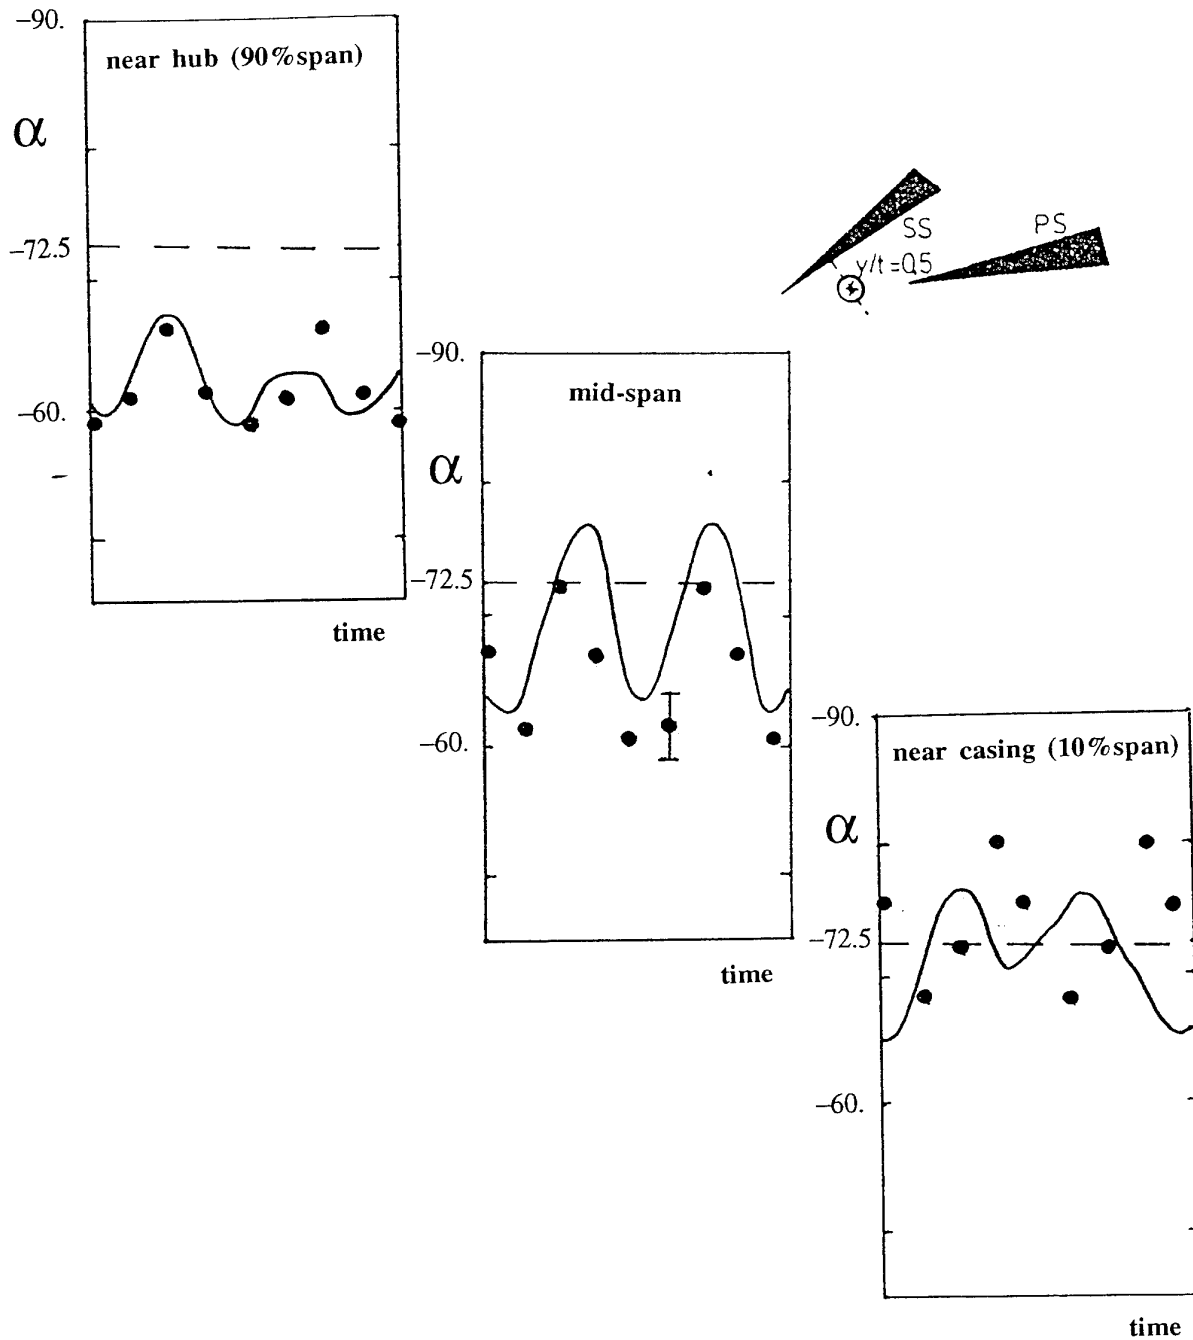 −90.
near hub (90%span)
α
−72.5
−60.
time
SS
PS
y/t=0.5
−90.
mid-span
α
−72.5
−60.
time
−90.
near casing (10%span)
α
−72.5
−60.
time